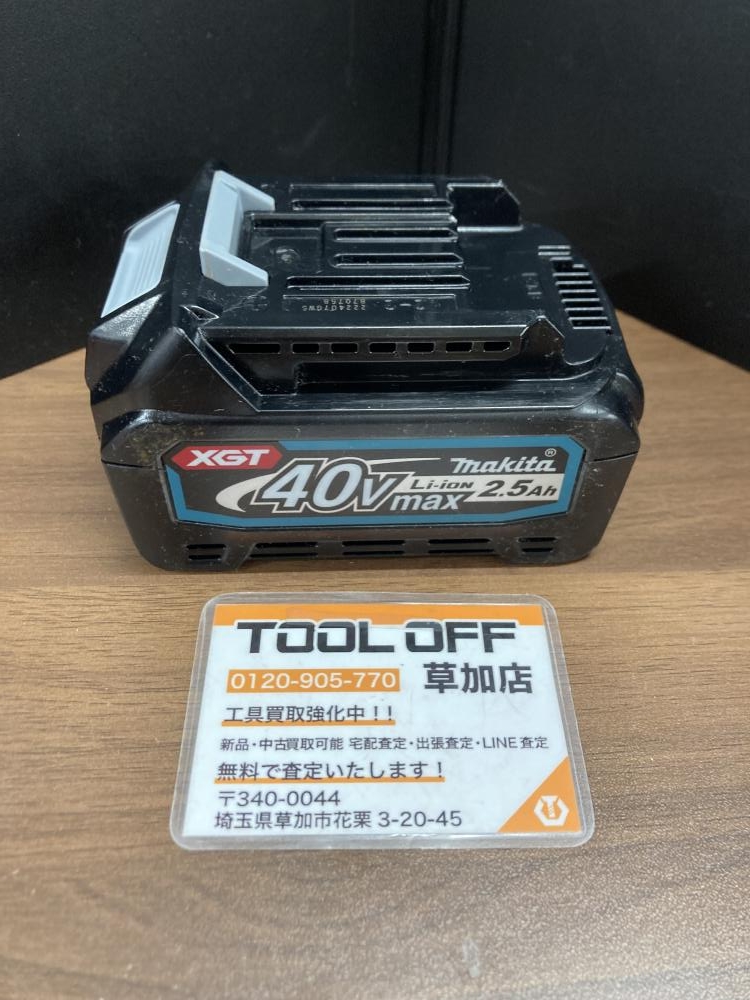 222407GW5
870758
XGT
40Vmax
Li-ion
makita®
2.5Ah
TOOL OFF
0120-905-770 草加店
工具買取強化中!!
新品・中古買取可能 宅配査定・出張査定・LINE査定
無料で査定いたします!
〒340-0044
埼玉県草加市花栗 3-20-45